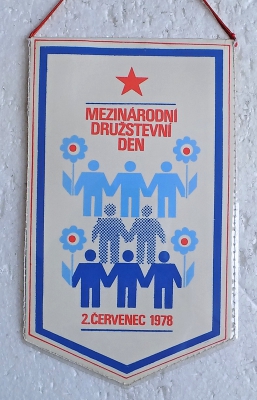 MEZINÁRODNÍ
DRUŽSTEVNÍ
DEN
2. ČERVENEC 1978